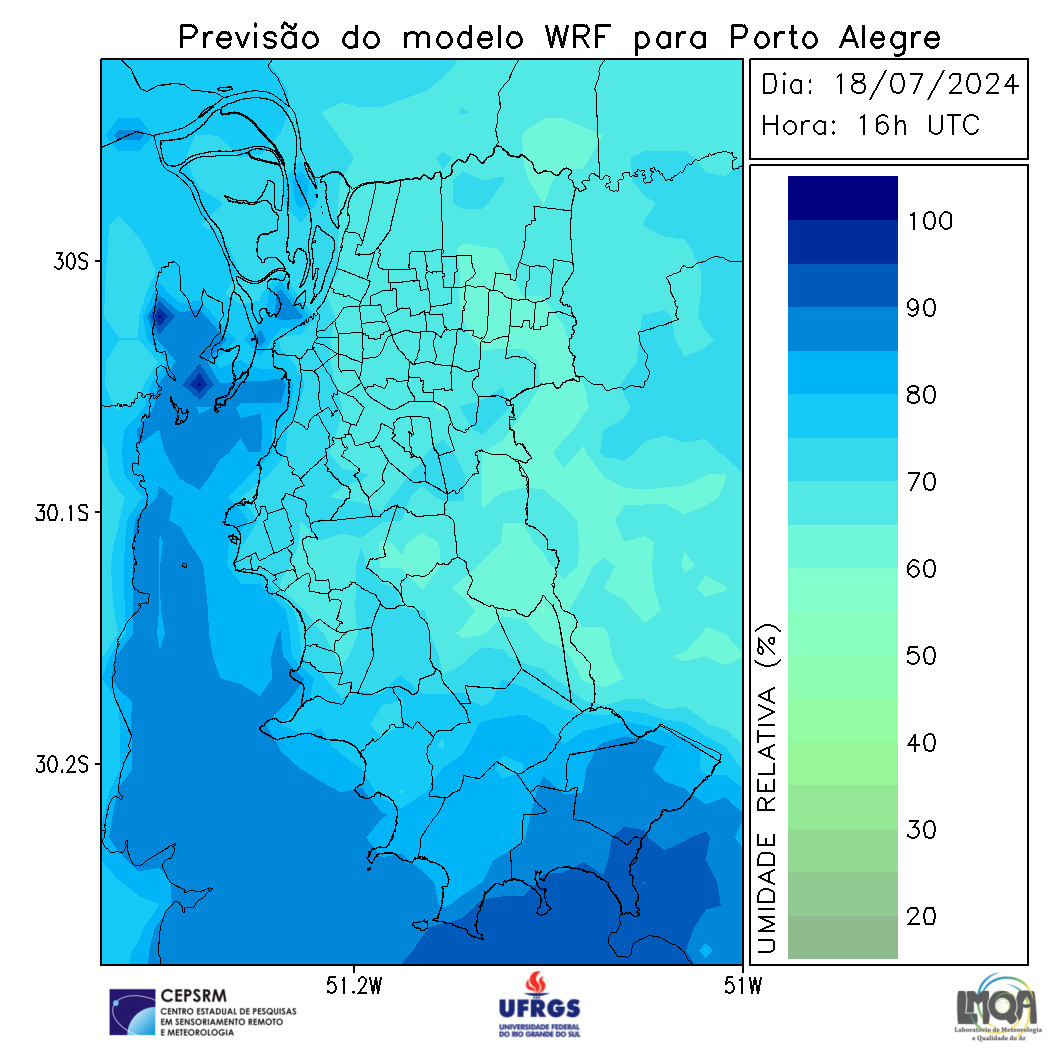 Previsão do modelo WRF para Porto Alegre
Dia: 18/07/2024
Hora: 16h UTC
100
90
80
70
60
50
40
30
20
UMIDADE RELATIVA (%)
30S
30.1S
30.2S
51.2W
51W
CEPSRM
CENTRO ESTADUAL DE PESQUISAS
EM SENSORIAMENTO REMOTO
E METEOROLOGIA
UFRGS
UNIVERSIDADE FEDERAL
DO RIO GRANDE DO SUL
LMQA
Laboratório de Meteorologia
e Qualidade do Ar